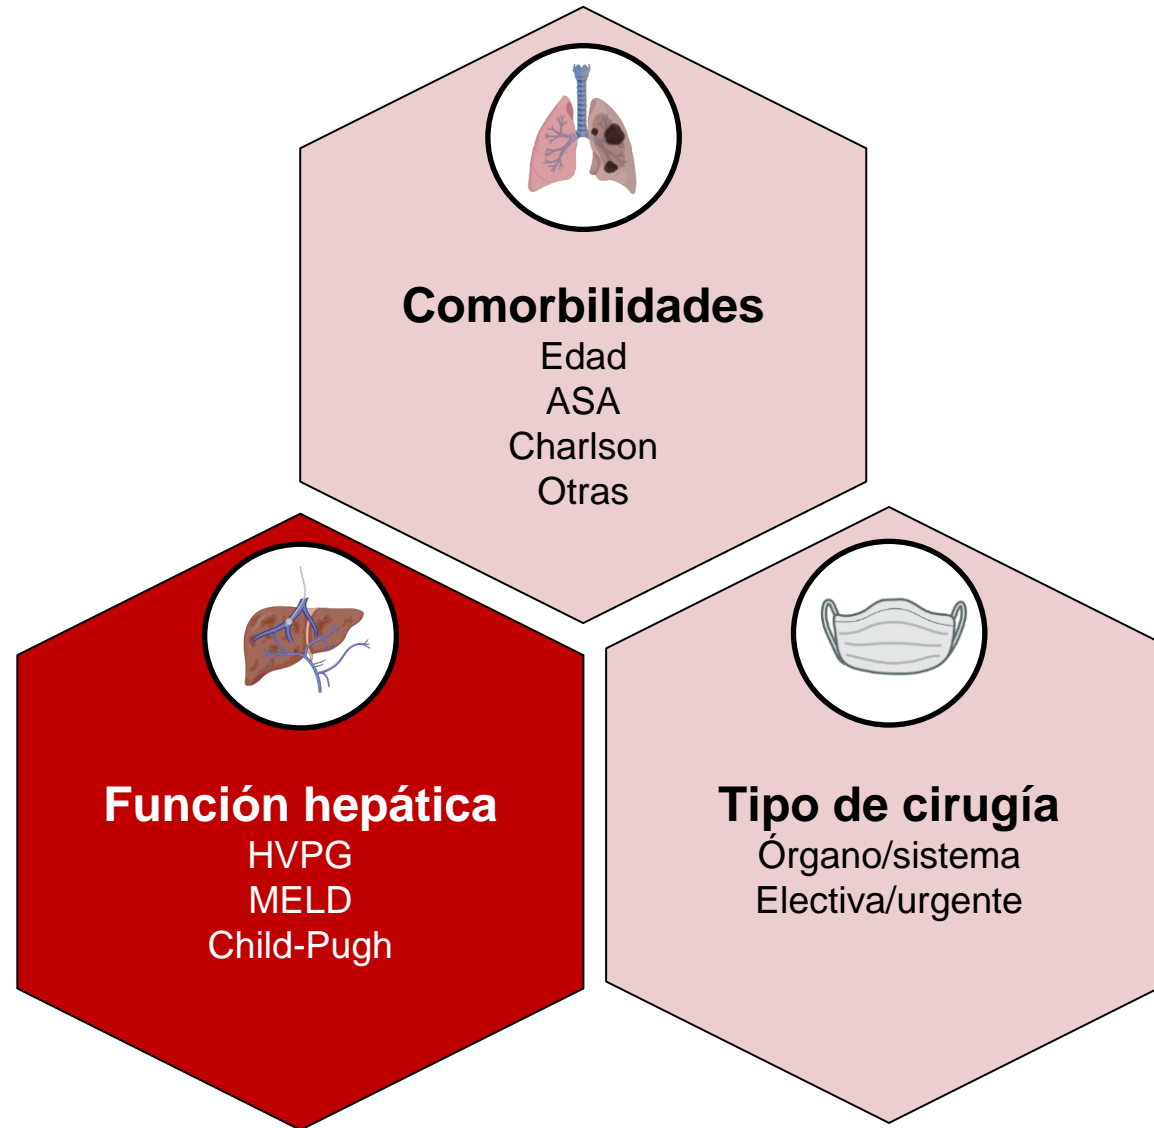 Comorbilidades
Edad
ASA
Charlson
Otras
Función hepática
HVPG
MELD
Child-Pugh
Tipo de cirugía
Órgano/sistema
Electiva/urgente